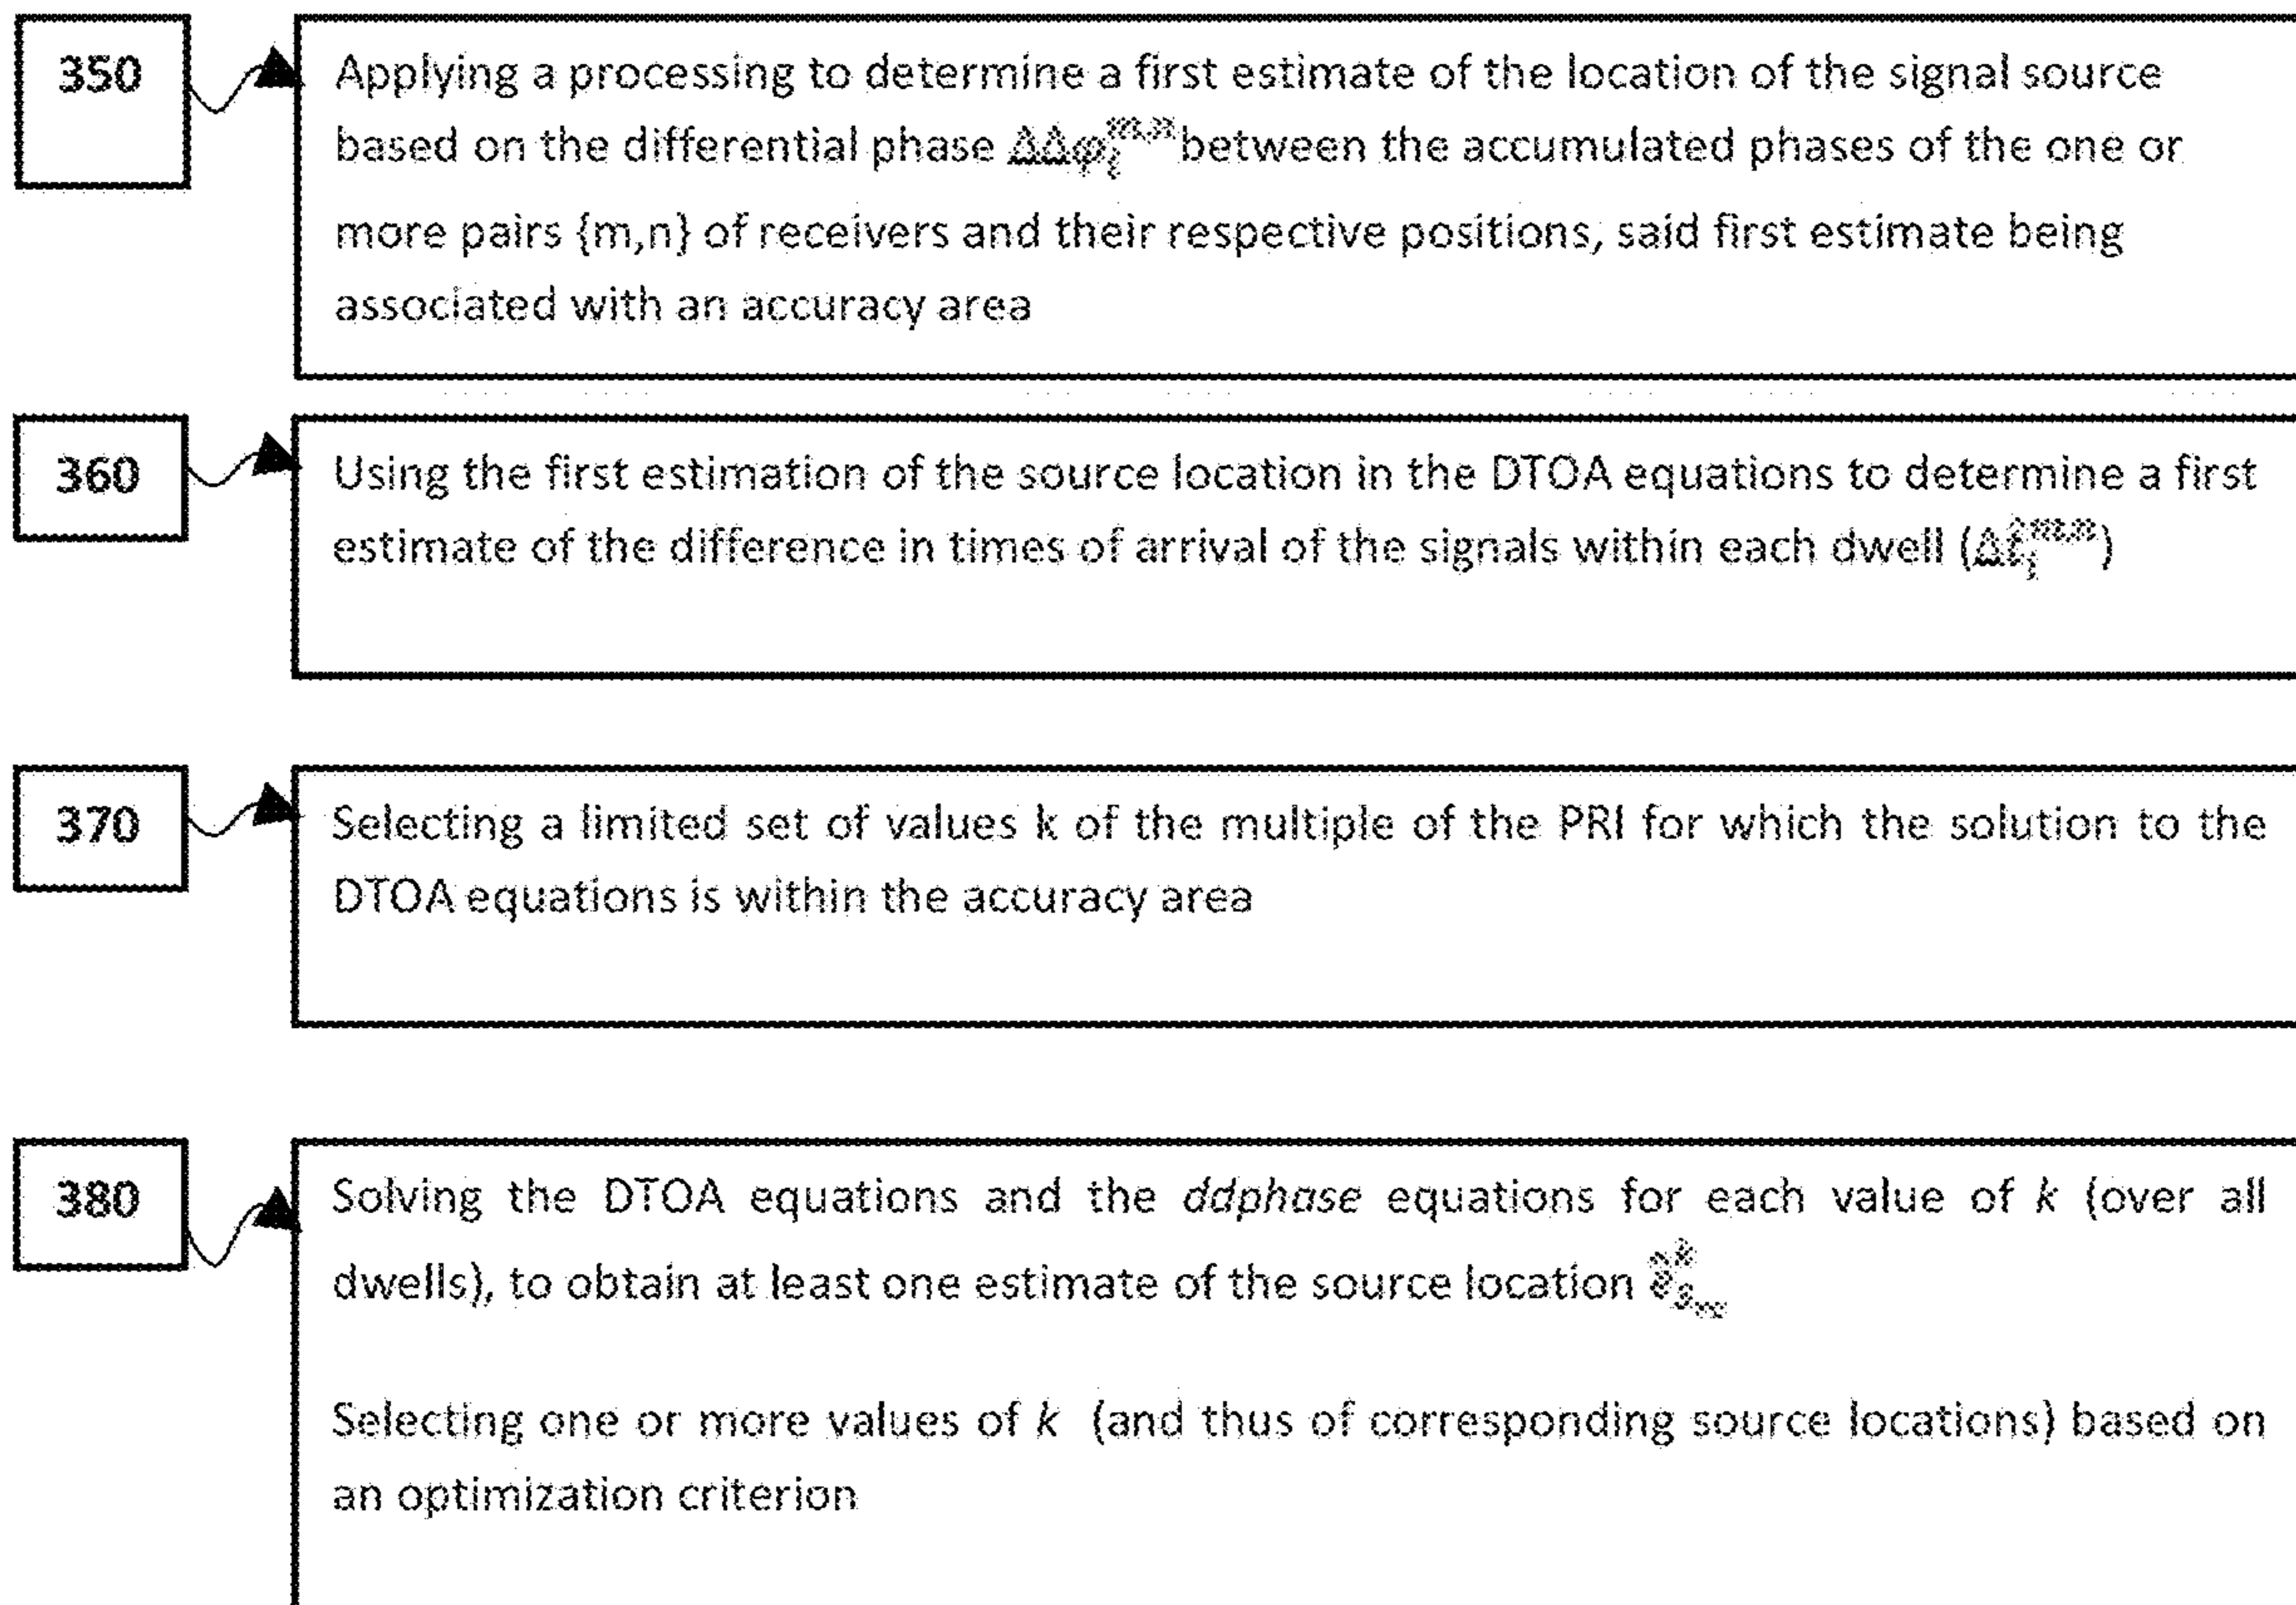 350
Applying a processing to determine a first estimate of the location of the signal source
based on the differential phase ΔΔφᵢᵐ,ⁿ between the accumulated phases of the one or
more pairs {m,n} of receivers and their respective positions, said first estimate being
associated with an accuracy area
360
Using the first estimation of the source location in the DTOA equations to determine a first
estimate of the difference in times of arrival of the signals within each dwell (Δt̂ᵢᵐ,ⁿ)
370
Selecting a limited set of values k of the multiple of the PRI for which the solution to the
DTOA equations is within the accuracy area
380
Solving the DTOA equations and the ddphase equations for each value of k (over all
dwells), to obtain at least one estimate of the source location
Selecting one or more values of k (and thus of corresponding source locations) based on
an optimization criterion